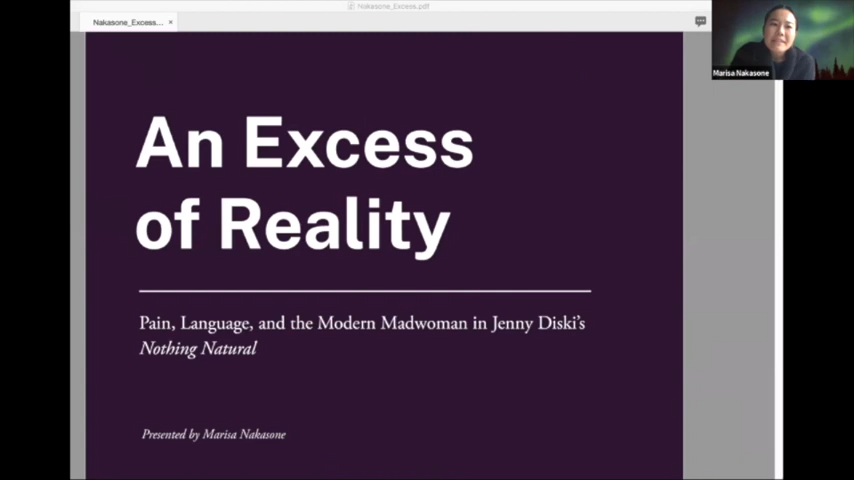 Nakasone_Excess.pdf
Nakasone_Excess... ×
Marisa Nakasone
An Excess
of Reality
Pain, Language, and the Modern Madwoman in Jenny Diski's
Nothing Natural
Presented by Marisa Nakasone